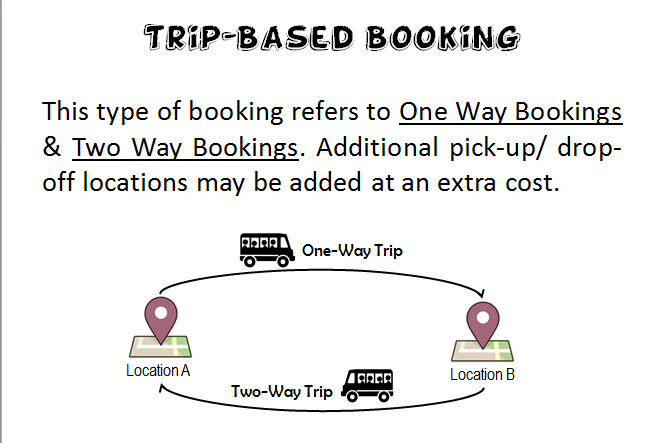 TRiP-BASED BOOKiNG
This type of booking refers to One Way Bookings
& Two Way Bookings. Additional pick-up/ drop-
off locations may be added at an extra cost.
One-Way Trip
Location A
Location B
Two-Way Trip